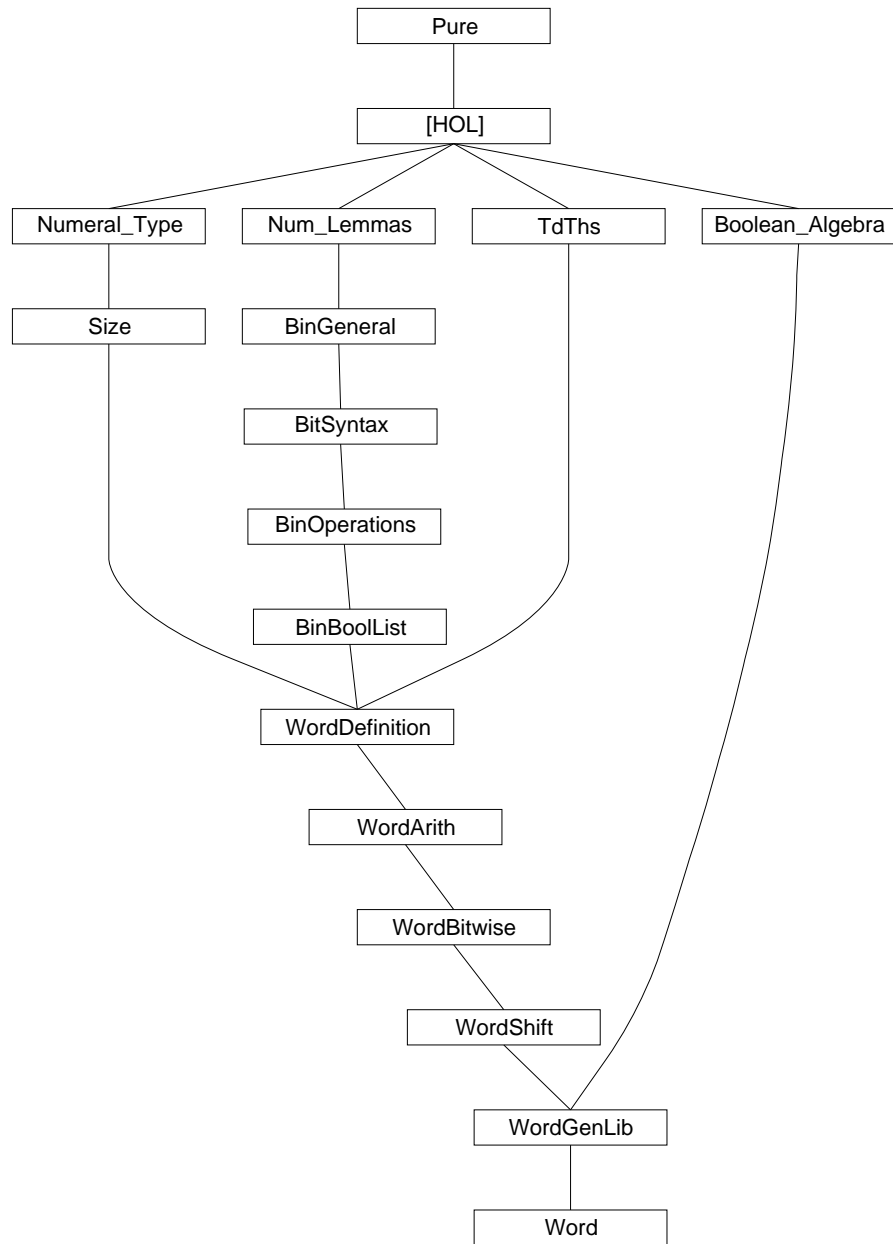 Pure
[HOL]
Numeral_Type
Num_Lemmas
TdThs
Boolean_Algebra
Size
BinGeneral
BitSyntax
BinOperations
BinBoolList
WordDefinition
WordArith
WordBitwise
WordShift
WordGenLib
Word